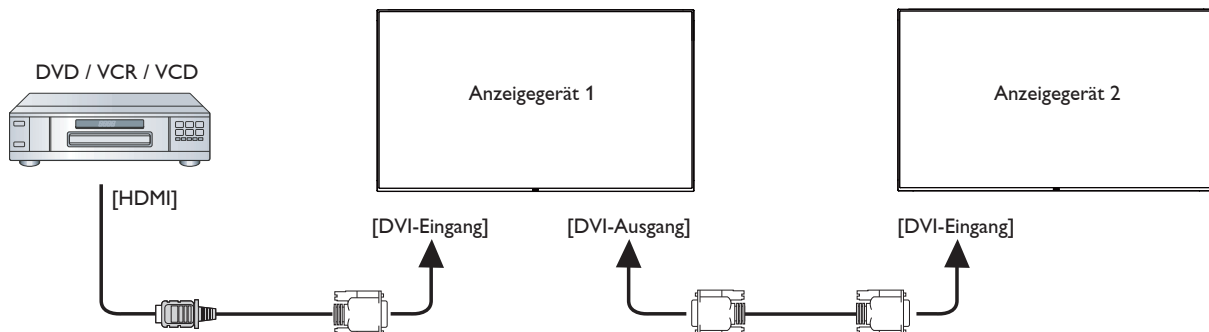 DVD / VCR / VCD
Anzeigegerät 1
Anzeigegerät 2
[HDMI]
[DVI-Eingang]
[DVI-Ausgang]
[DVI-Eingang]